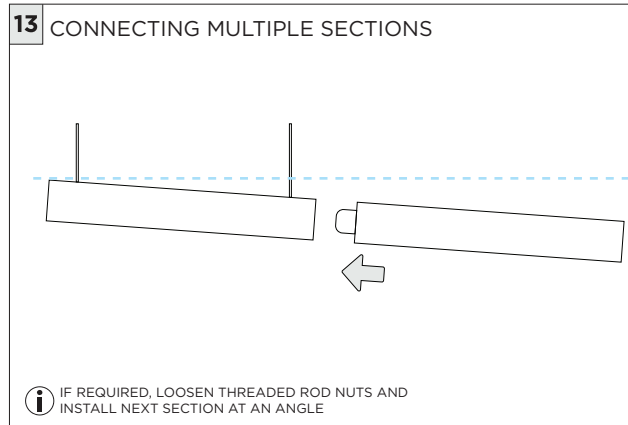 13 CONNECTING MULTIPLE SECTIONS
i IF REQUIRED, LOOSEN THREADED ROD NUTS AND
INSTALL NEXT SECTION AT AN ANGLE